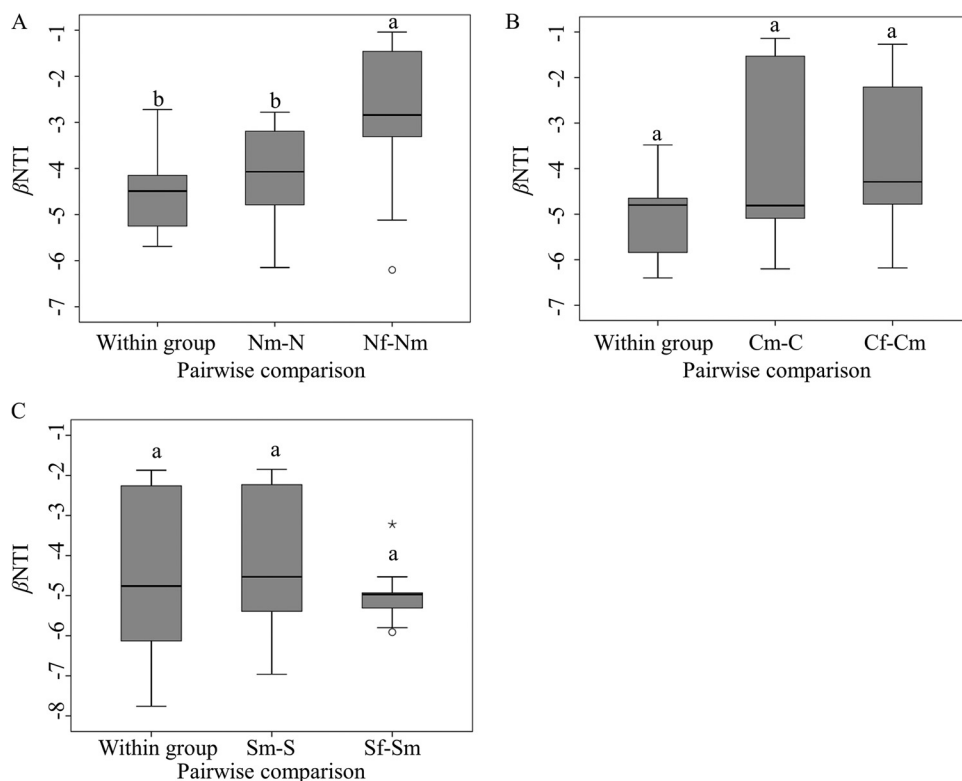 A
βNTI
-1
-2
-3
-4
-5
-6
-7
b
b
a
Within group
Nm-N
Nf-Nm
Pairwise comparison
B
βNTI
-1
-2
-3
-4
-5
-6
-7
a
a
a
Within group
Cm-C
Cf-Cm
Pairwise comparison
C
βNTI
-1
-2
-3
-4
-5
-6
-7
-8
a
a
*
a
Within group
Sm-S
Sf-Sm
Pairwise comparison